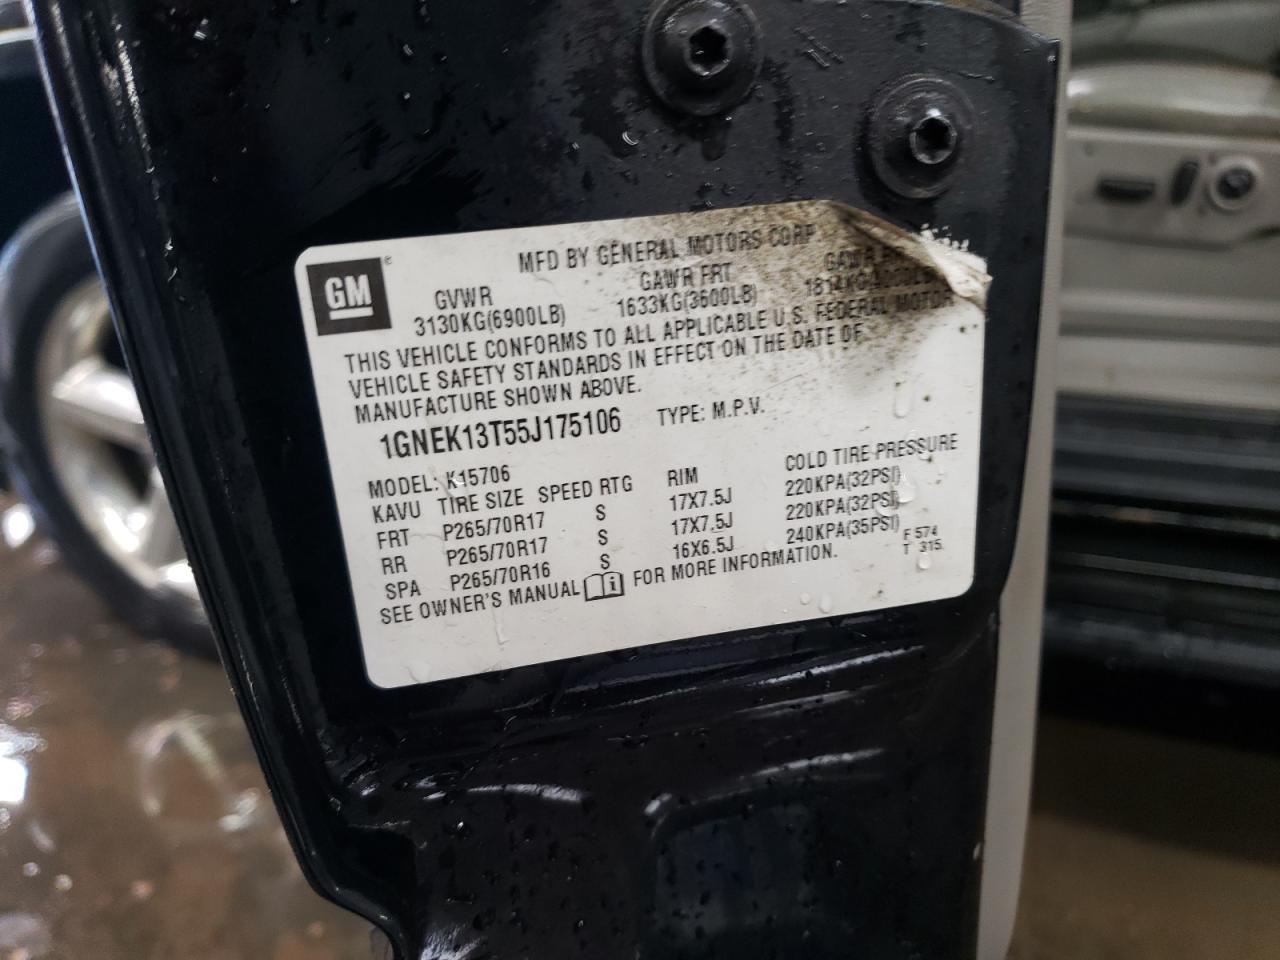 GM
®
MFD BY GENERAL MOTORS CORP
GVWR GAWR FRT GAWR
3130KG(6900LB) 1633KG(3600LB)
THIS VEHICLE CONFORMS TO ALL APPLICABLE U.S. FEDERAL MOTOR
VEHICLE SAFETY STANDARDS IN EFFECT ON THE DATE OF
MANUFACTURE SHOWN ABOVE.
1GNEK13T55J175106 TYPE: M.P.V.
MODEL: K15706
KAVU TIRE SIZE SPEED RTG RIM COLD TIRE PRESSURE
FRT P265/70R17 S 17X7.5J 220KPA(32PSI)
RR P265/70R17 S 17X7.5J 220KPA(32PSI)
SPA P265/70R16 S 16X6.5J 240KPA(35PSI)
SEE OWNER'S MANUAL i FOR MORE INFORMATION.
F 574
T 315